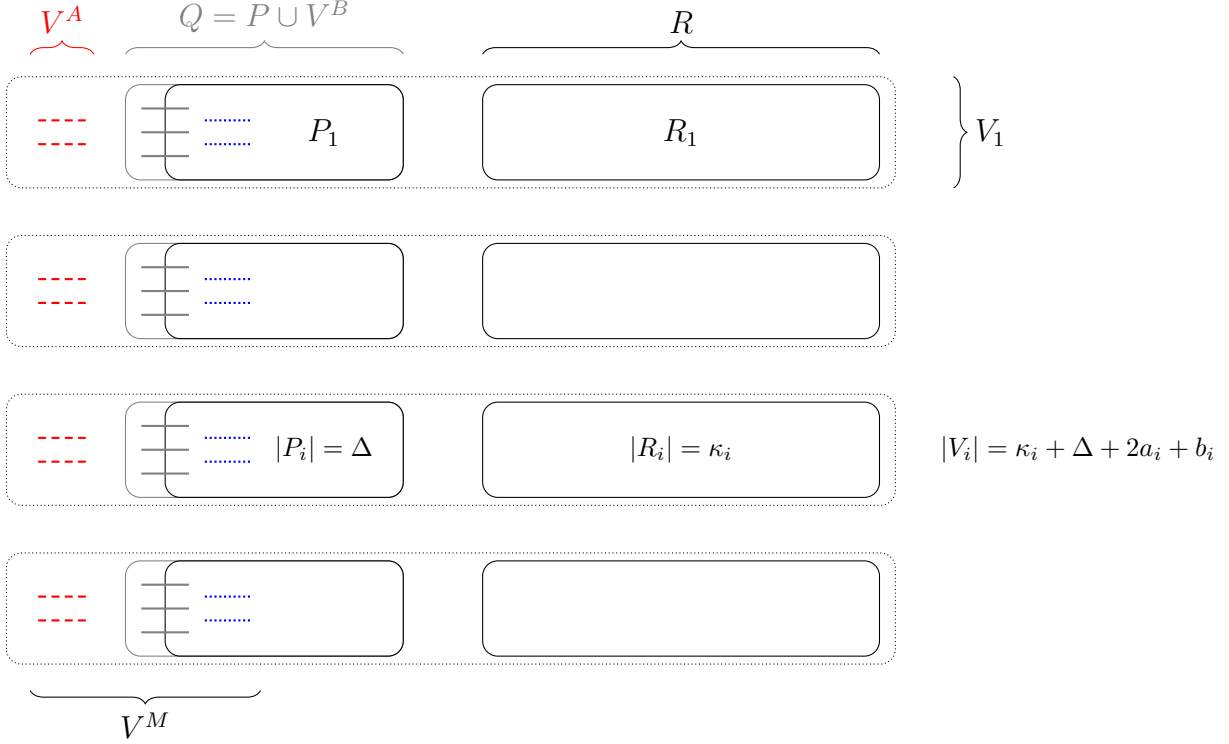 V^A
Q = P ∪ V^B
R
P_1
R_1
V_1
|P_i| = Δ
|R_i| = κ_i
|V_i| = κ_i + Δ + 2a_i + b_i
V^M